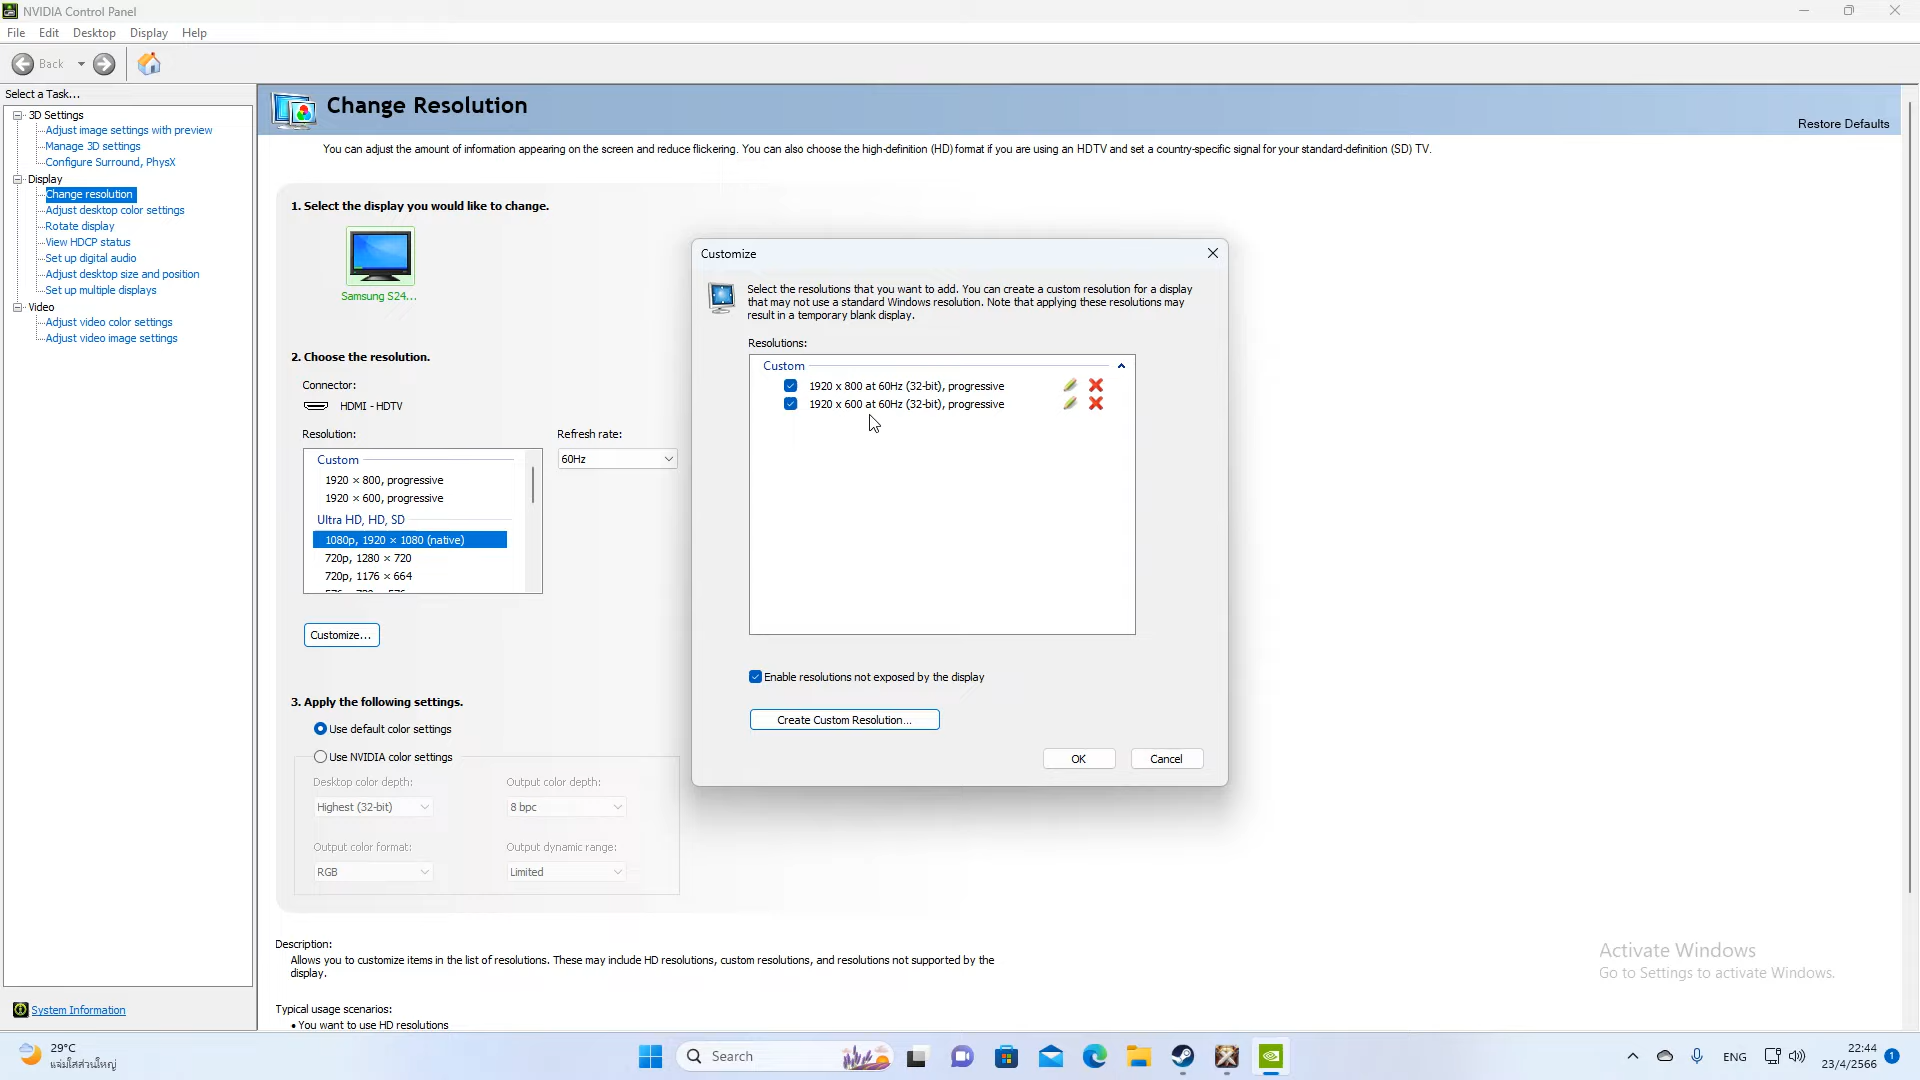 NVIDIA Control Panel
File Edit Desktop Display Help
Back
Select a Task...
3D Settings
Adjust image settings with preview
Manage 3D settings
Configure Surround, PhysX
Display
Change resolution
Adjust desktop color settings
Rotate display
View HDCP status
Set up digital audio
Adjust desktop size and position
Set up multiple displays
Video
Adjust video color settings
Adjust video image settings
System Information
Change Resolution
Restore Defaults
You can adjust the amount of information appearing on the screen and reduce flickering. You can also choose the high-definition (HD) format if you are using an HDTV and set a country-specific signal for your standard-definition (SD) TV.
1. Select the display you would like to change.
Samsung S24...
2. Choose the resolution.
Connector:
HDMI - HDTV
Resolution:
Refresh rate:
60Hz
Custom
1920 × 800, progressive
1920 × 600, progressive
Ultra HD, HD, SD
1080p, 1920 × 1080 (native)
720p, 1280 × 720
720p, 1176 × 664
Customize...
3. Apply the following settings.
Use default color settings
Use NVIDIA color settings
Desktop color depth:
Output color depth:
Highest (32-bit)
8 bpc
Output color format:
Output dynamic range:
RGB
Limited
Description:
Allows you to customize items in the list of resolutions. These may include HD resolutions, custom resolutions, and resolutions not supported by the
display.
Typical usage scenarios:
• You want to use HD resolutions
Customize
Select the resolutions that you want to add. You can create a custom resolution for a display
that may not use a standard Windows resolution. Note that applying these resolutions may
result in a temporary blank display.
Resolutions:
Custom
1920 x 800 at 60Hz (32-bit), progressive
1920 x 600 at 60Hz (32-bit), progressive
Enable resolutions not exposed by the display
Create Custom Resolution...
OK Cancel
Activate Windows
Go to Settings to activate Windows.
29°C
แจ่มใสส่วนใหญ่
Search
ENG
22:44
23/4/2566
1